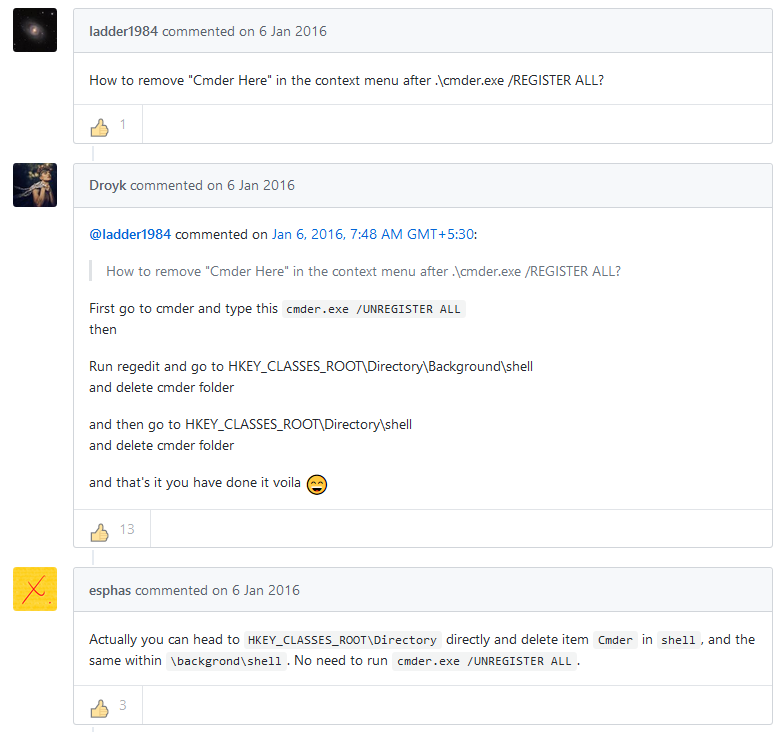 ladder1984 commented on 6 Jan 2016
How to remove "Cmder Here" in the context menu after .\cmder.exe /REGISTER ALL?
1
Droyk commented on 6 Jan 2016
@ladder1984 commented on Jan 6, 2016, 7:48 AM GMT+5:30:
How to remove "Cmder Here" in the context menu after .\cmder.exe /REGISTER ALL?
First go to cmder and type this cmder.exe /UNREGISTER ALL
then
Run regedit and go to HKEY_CLASSES_ROOT\Directory\Background\shell
and delete cmder folder
and then go to HKEY_CLASSES_ROOT\Directory\shell
and delete cmder folder
and that's it you have done it voila
13
esphas commented on 6 Jan 2016
Actually you can head to HKEY_CLASSES_ROOT\Directory directly and delete item Cmder in shell, and the
same within \backgrond\shell. No need to run cmder.exe /UNREGISTER ALL.
3